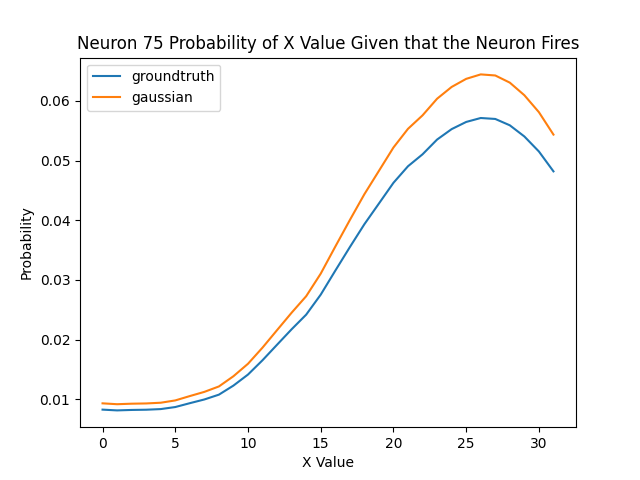 Neuron 75 Probability of X Value Given that the Neuron Fires
groundtruth
gaussian
0.06
0.05
0.04
0.03
0.02
0.01
Probability
0 5 10 15 20 25 30
X Value